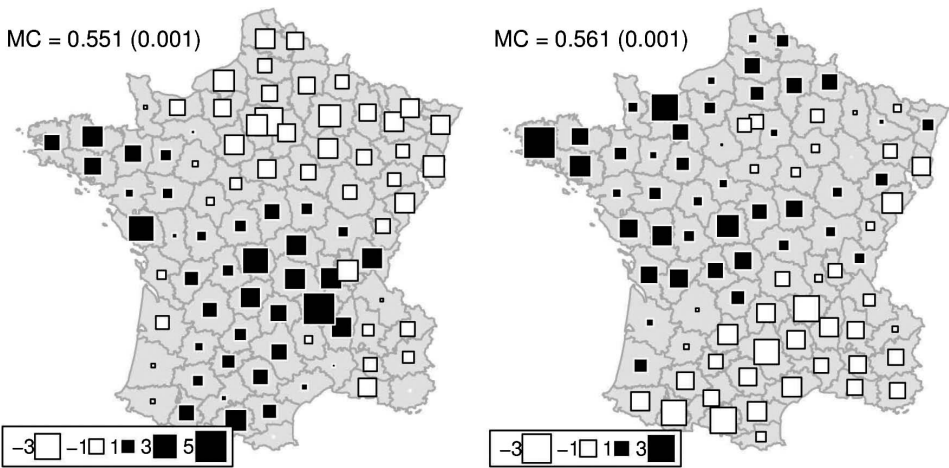 MC = 0.551 (0.001)
MC = 0.561 (0.001)
−3 −1 1 3 5
−3 −1 1 3